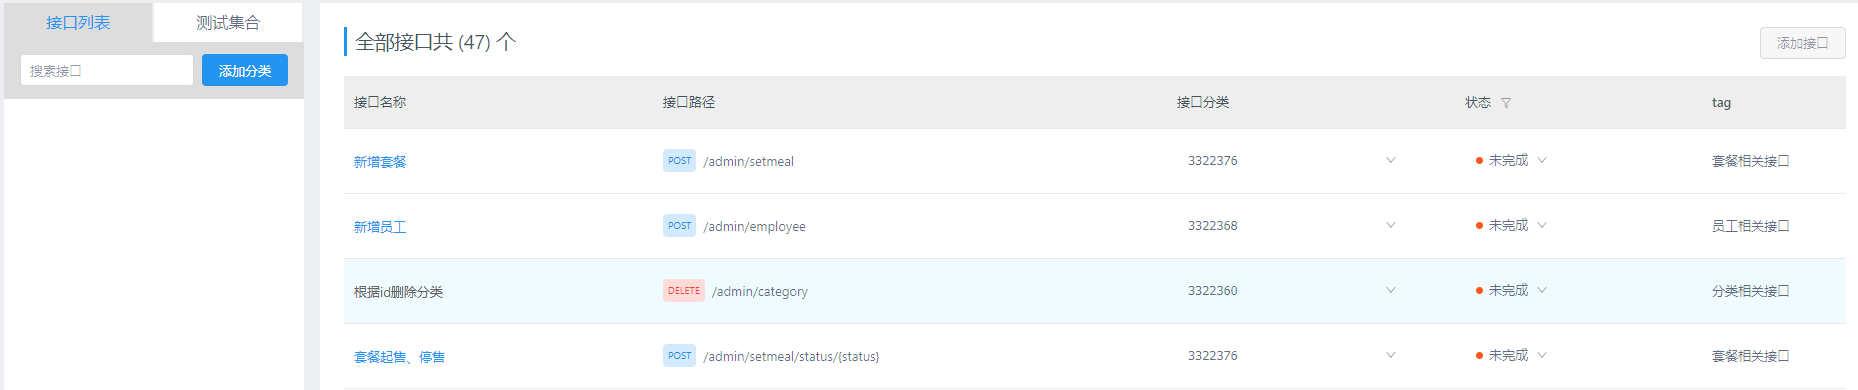 接口列表 测试集合
搜索接口 添加分类
全部接口共 (47) 个 添加接口
接口名称 接口路径 接口分类 状态 tag
新增套餐 POST /admin/setmeal 3322376 未完成 套餐相关接口
新增员工 POST /admin/employee 3322368 未完成 员工相关接口
根据id删除分类 DELETE /admin/category 3322360 未完成 分类相关接口
套餐起售、停售 POST /admin/setmeal/status/{status} 3322376 未完成 套餐相关接口